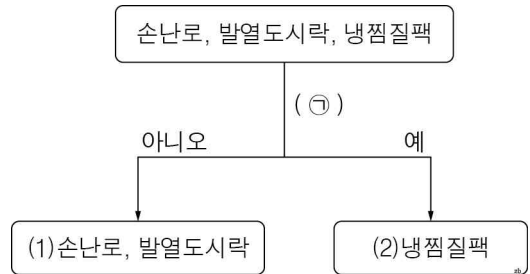 손난로, 발열도시락, 냉찜질팩
( ㉠ )
아니오
예
(1)손난로, 발열도시락
(2)냉찜질팩
zb